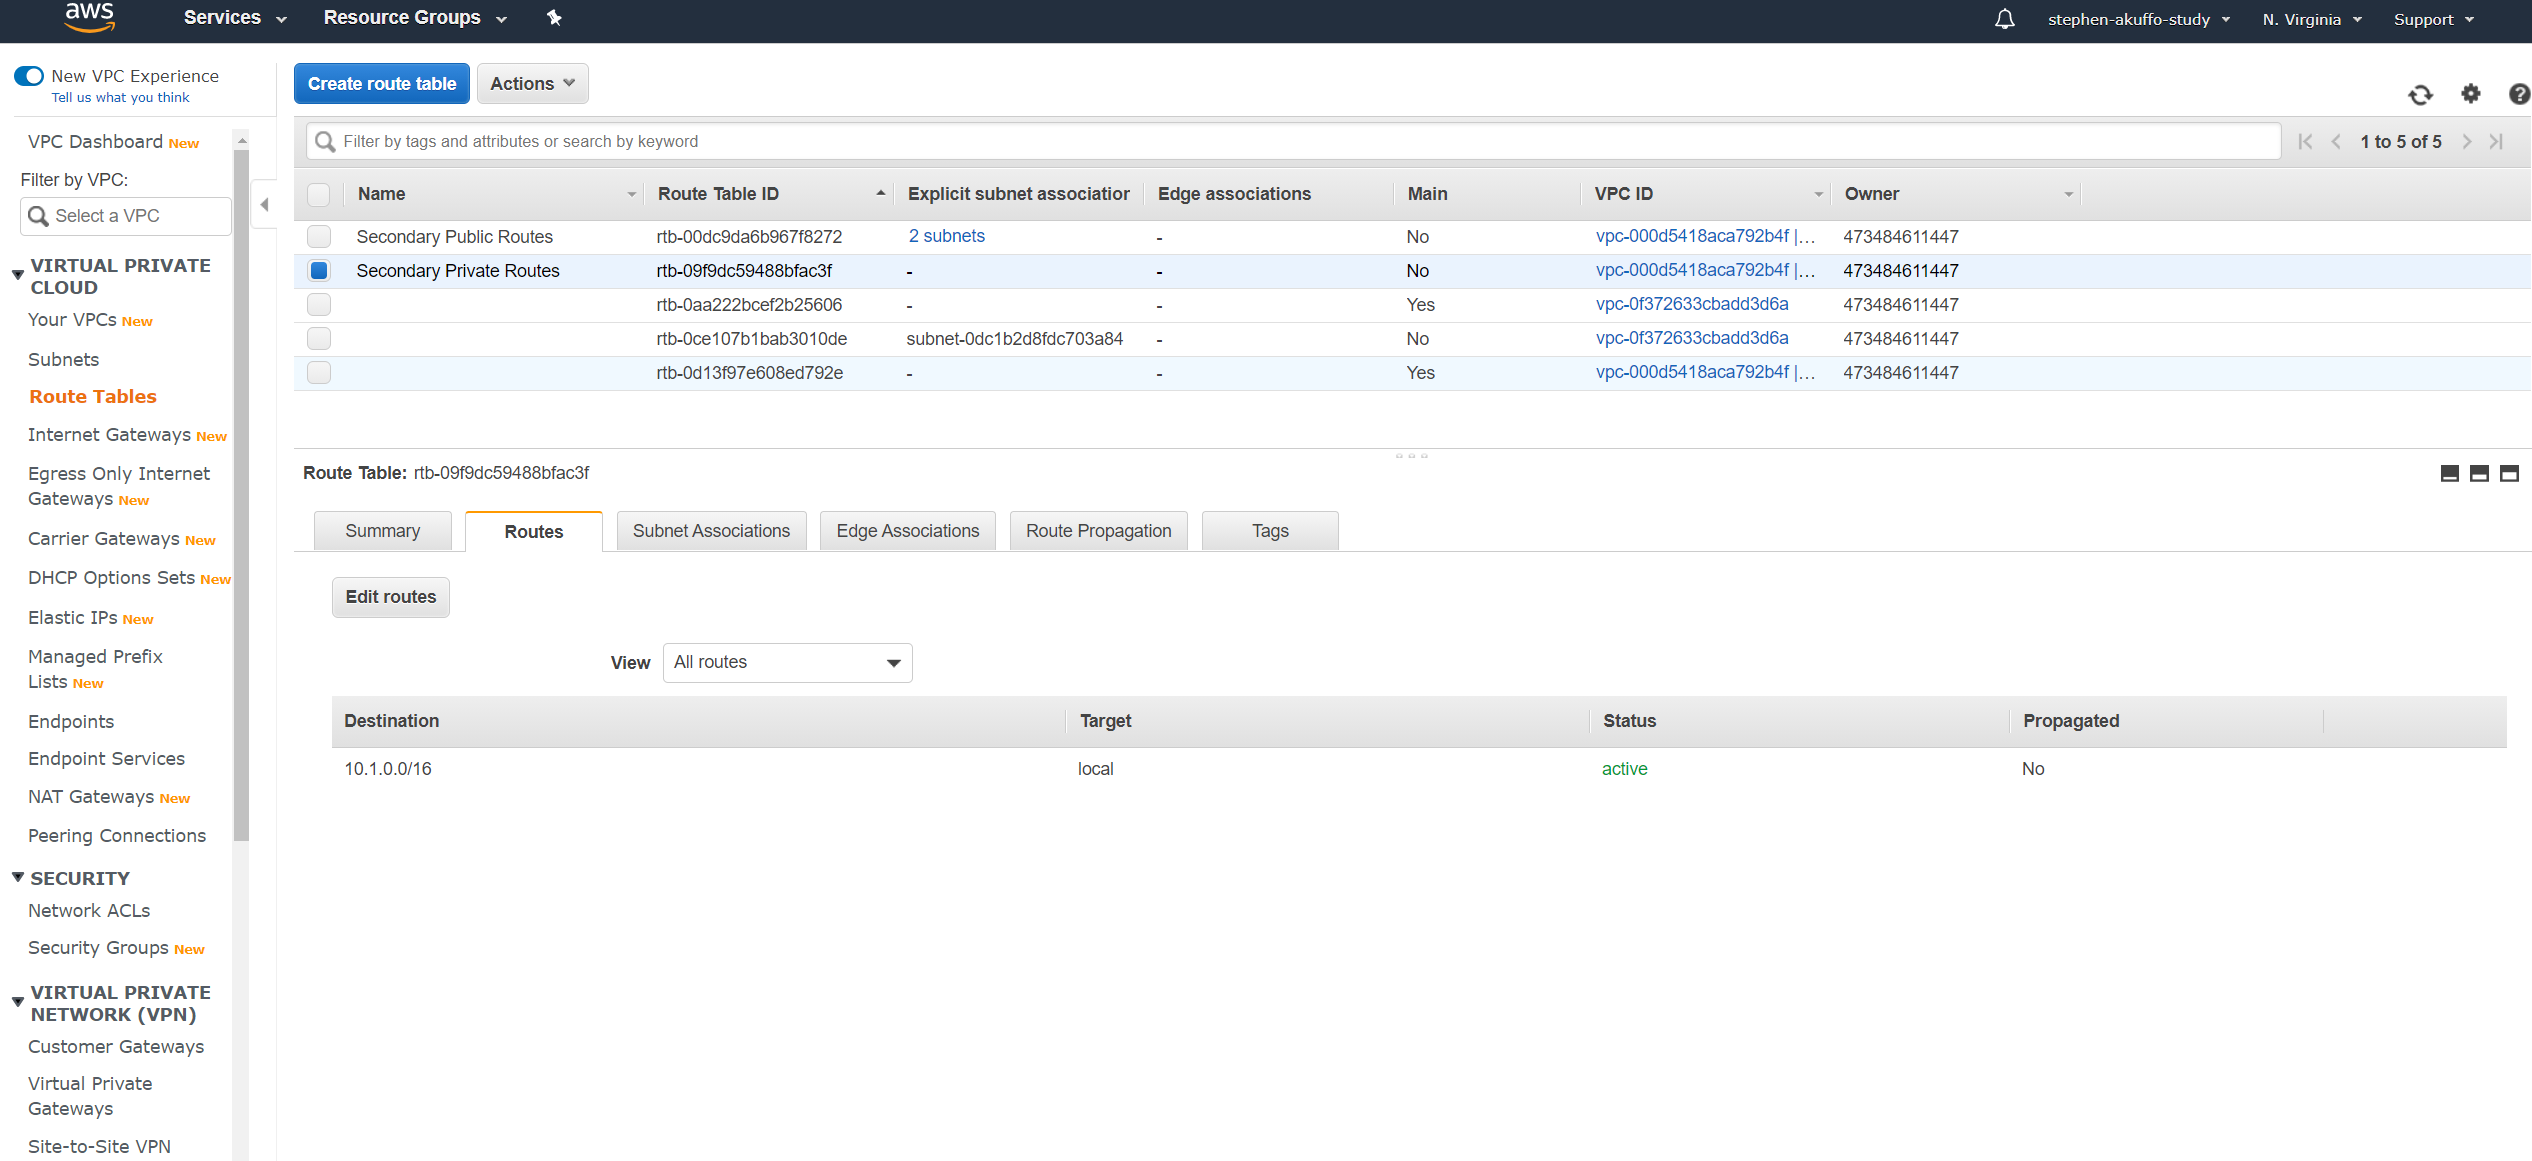 aws Services Resource Groups stephen-akuffo-study N. Virginia Support
New VPC Experience
Tell us what you think
VPC Dashboard New
Filter by VPC:
Select a VPC
VIRTUAL PRIVATE
CLOUD
Your VPCs New
Subnets
Route Tables
Internet Gateways New
Egress Only Internet
Gateways New
Carrier Gateways New
DHCP Options Sets New
Elastic IPs New
Managed Prefix
Lists New
Endpoints
Endpoint Services
NAT Gateways New
Peering Connections
SECURITY
Network ACLs
Security Groups New
VIRTUAL PRIVATE
NETWORK (VPN)
Customer Gateways
Virtual Private
Gateways
Site-to-Site VPN
Create route table Actions
Filter by tags and attributes or search by keyword 1 to 5 of 5
Name Route Table ID Explicit subnet association Edge associations Main VPC ID Owner
Secondary Public Routes rtb-00dc9da6b967f8272 2 subnets - No vpc-000d5418aca792b4f |... 473484611447
Secondary Private Routes rtb-09f9dc59488bfac3f - - No vpc-000d5418aca792b4f |... 473484611447
rtb-0aa222bcef2b25606 - - Yes vpc-0f372633cbadd3d6a 473484611447
rtb-0ce107b1bab3010de subnet-0dc1b2d8fdc703a84 - No vpc-0f372633cbadd3d6a 473484611447
rtb-0d13f97e608ed792e - - Yes vpc-000d5418aca792b4f |... 473484611447
Route Table: rtb-09f9dc59488bfac3f
Summary Routes Subnet Associations Edge Associations Route Propagation Tags
Edit routes
View All routes
Destination Target Status Propagated
10.1.0.0/16 local active No